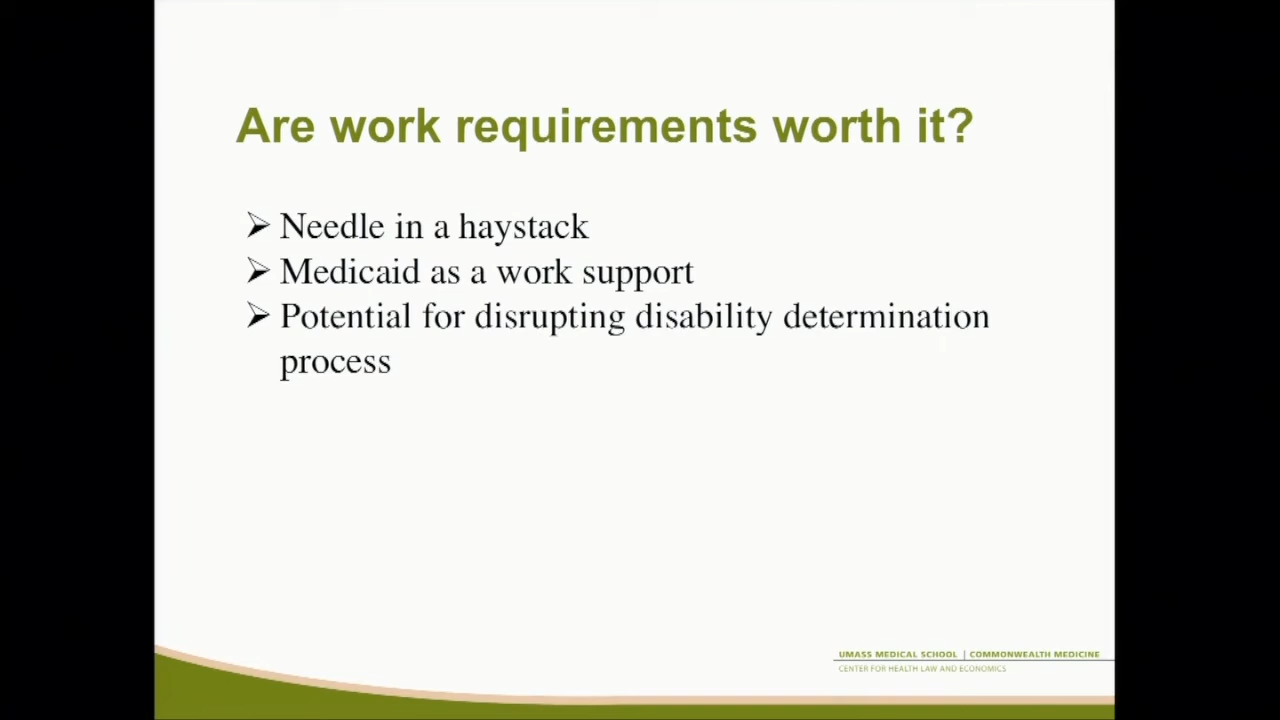 Are work requirements worth it?
➢ Needle in a haystack
➢ Medicaid as a work support
➢ Potential for disrupting disability determination
process
UMASS MEDICAL SCHOOL | COMMONWEALTH MEDICINE
CENTER FOR HEALTH LAW AND ECONOMICS